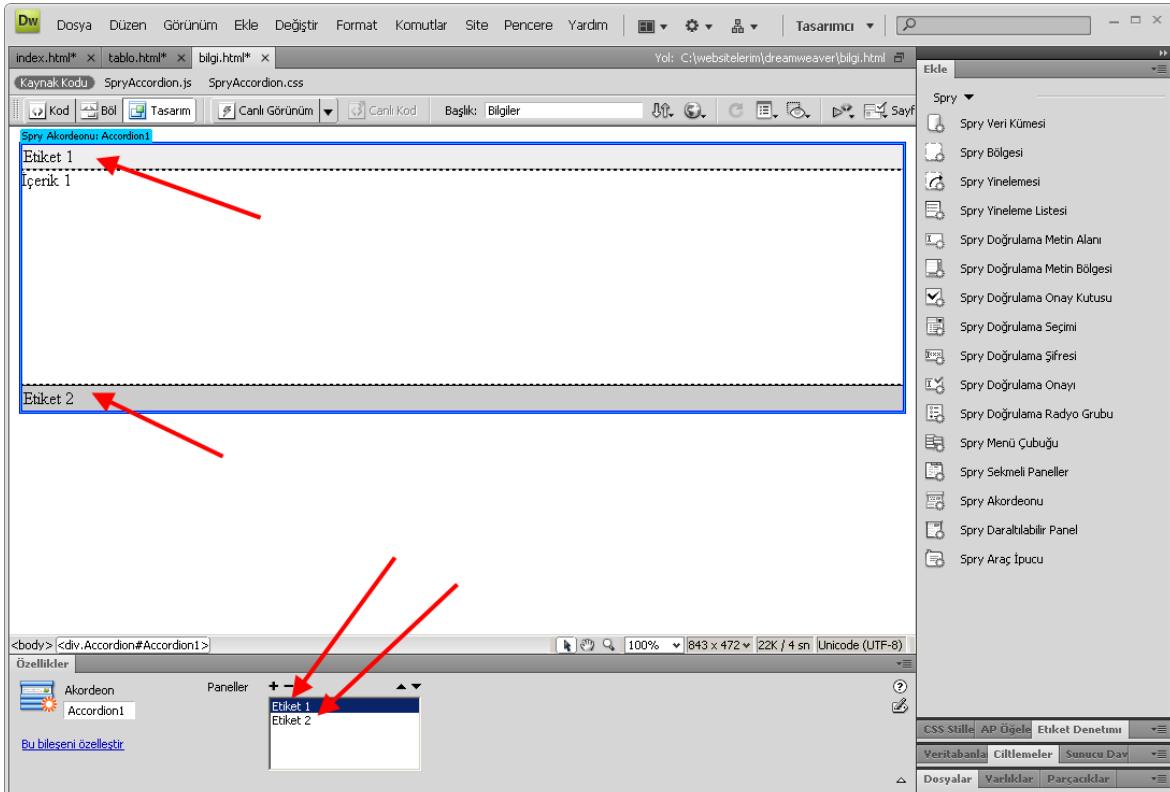 Dw Dosya Düzen Görünüm Ekle Değiştir Format Komutlar Site Pencere Yardım Tasarımcı
index.html* × tablo.html* × bilgi.html* × Yol: C:\websitelerim\dreamweaver\bilgi.html
Kaynak Kodu SpryAccordion.js SpryAccordion.css
Kod Böl Tasarım Canlı Görünüm Canlı Kod Başlık: Bilgiler Sayf
Spry Akordeonu: Accordion1
Etiket 1
İçerik 1
Etiket 2
<body> <div.Accordion#Accordion1> 100% 843 x 472 22K / 4 sn Unicode (UTF-8)
Özellikler
Akordeon
Accordion1
Bu bileşeni özelleştir
Paneller
Etiket 1
Etiket 2
Ekle
Spry
Spry Veri Kümesi
Spry Bölgesi
Spry Yinelemesi
Spry Yineleme Listesi
Spry Doğrulama Metin Alanı
Spry Doğrulama Metin Bölgesi
Spry Doğrulama Onay Kutusu
Spry Doğrulama Seçimi
Spry Doğrulama Şifresi
Spry Doğrulama Onayı
Spry Doğrulama Radyo Grubu
Spry Menü Çubuğu
Spry Sekmeli Paneller
Spry Akordeonu
Spry Daraltılabilir Panel
Spry Araç İpucu
CSS Stille AP Öğele Etiket Denetimi
Veritabanla Ciltlemeler Sunucu Dav
Dosyalar Varlıklar Parçacıklar